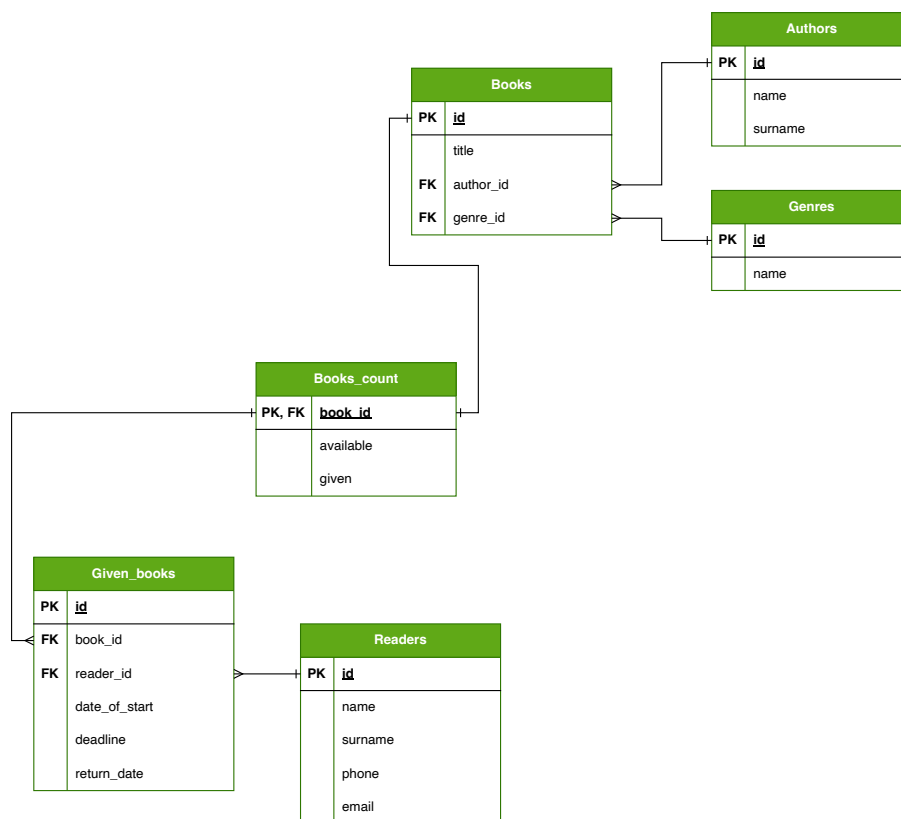 Authors
PK id
name
surname
Books
PK id
title
FK author_id
FK genre_id
Genres
PK id
name
Books_count
PK, FK book_id
available
given
Given_books
PK id
FK book_id
FK reader_id
date_of_start
deadline
return_date
Readers
PK id
name
surname
phone
email